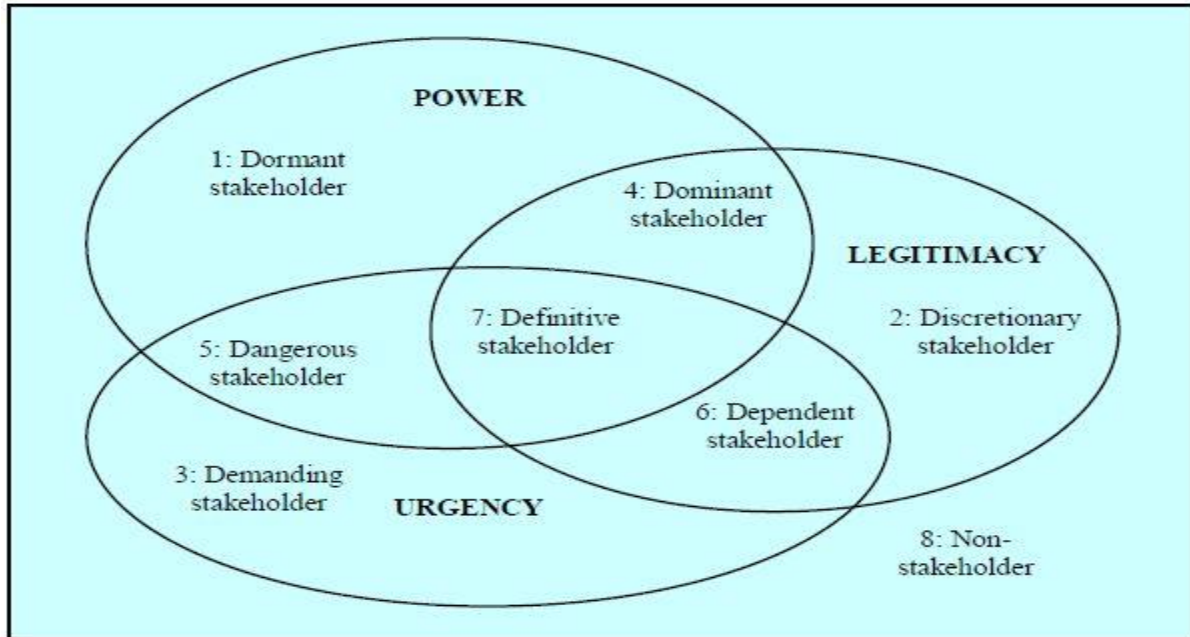 POWER
1: Dormant
stakeholder
4: Dominant
stakeholder
LEGITIMACY
7: Definitive
stakeholder
2: Discretionary
stakeholder
5: Dangerous
stakeholder
6: Dependent
stakeholder
3: Demanding
stakeholder
URGENCY
8: Non-
stakeholder